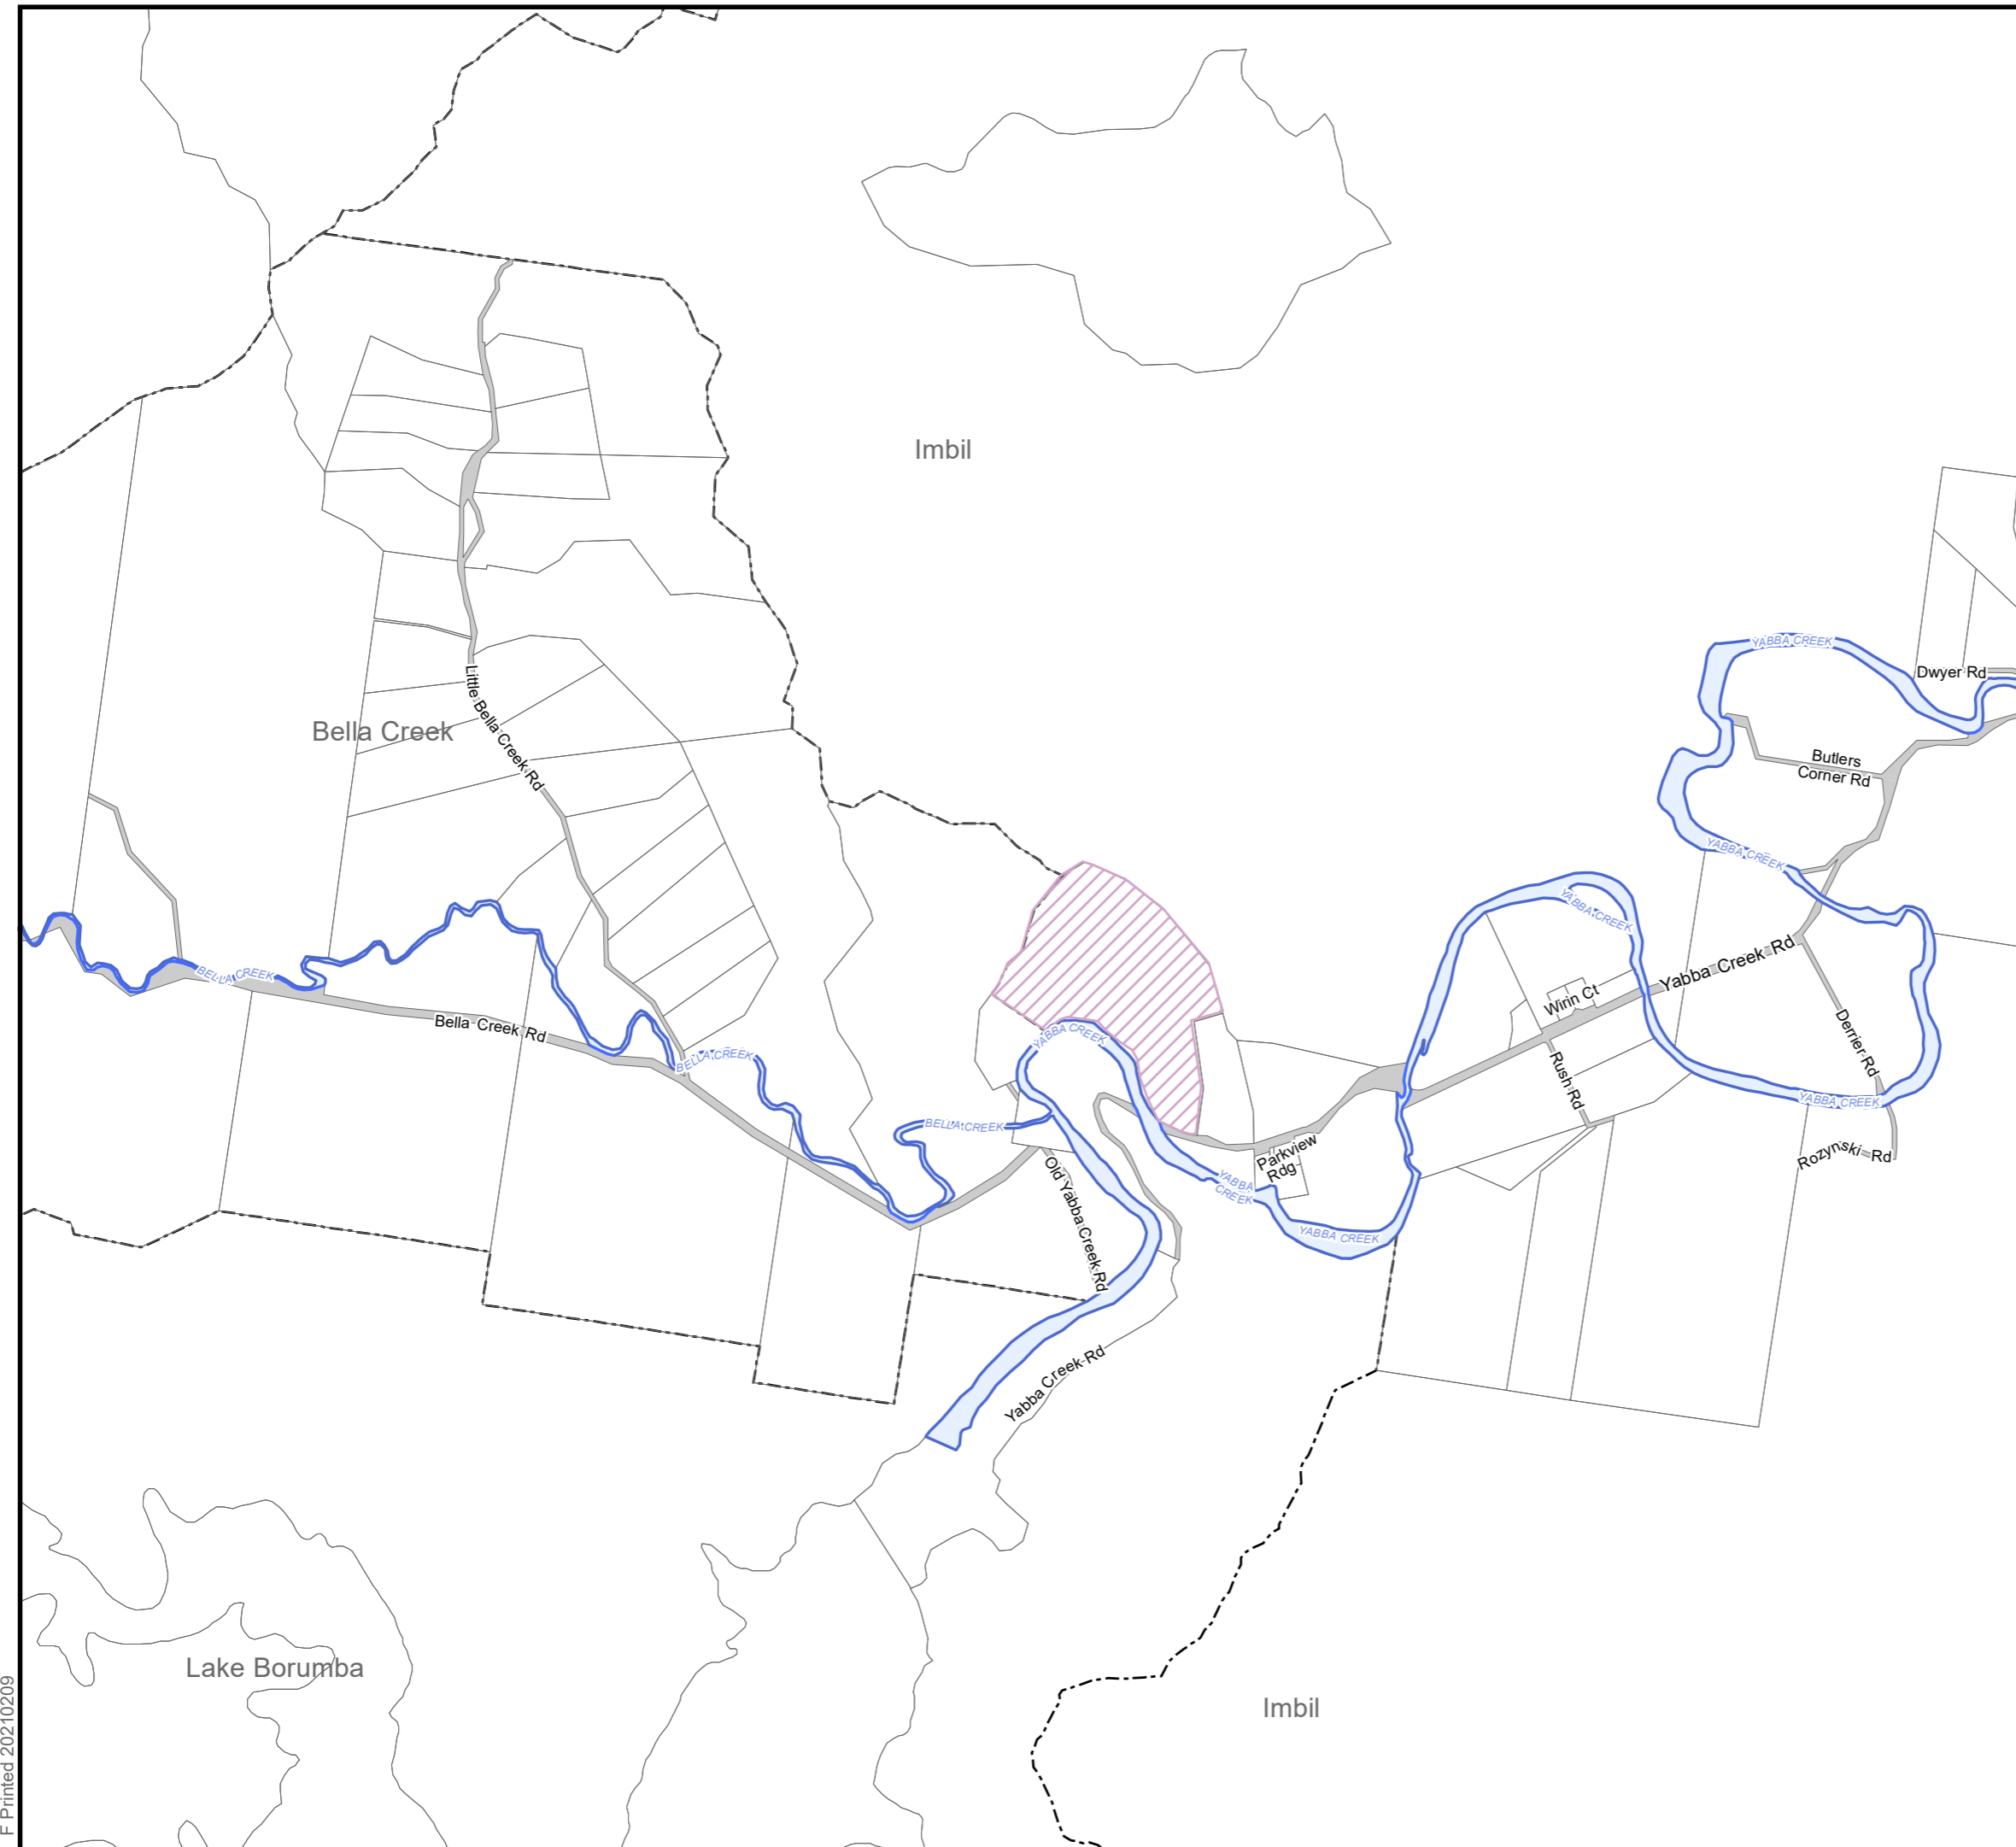 Imbil
YABBA CREEK
Dwyer Rd
Bella Creek
Little Bella Creek Rd
Butlers
Corner Rd
YABBA CREEK
YABBA CREEK
Yabba Creek Rd
BELLA CREEK
Wirin Ct
Bella Creek Rd
YABBA CREEK
Derrier Rd
BELLA CREEK
Rush Rd
YABBA CREEK
BELLA CREEK
Parkview
Rdg
Rozynski Rd
Old Yabba Creek Rd
YABBA
CREEK
YABBA CREEK
Yabba Creek Rd
Lake Borumba
Imbil
F Printed 20210209